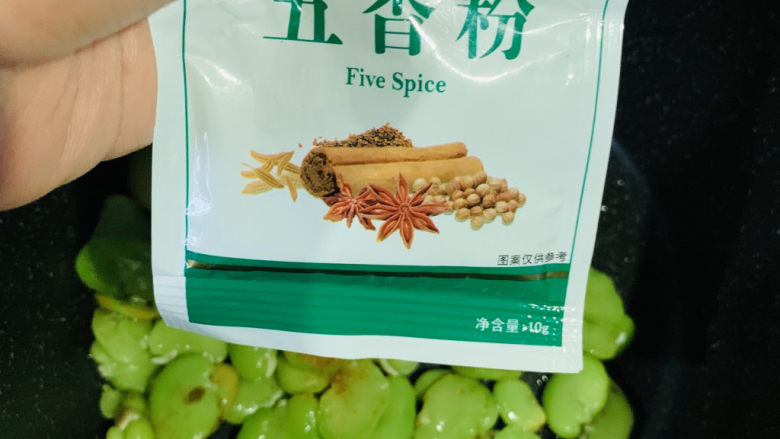 五香粉
Five Spice
图案仅供参考
净含量:10g